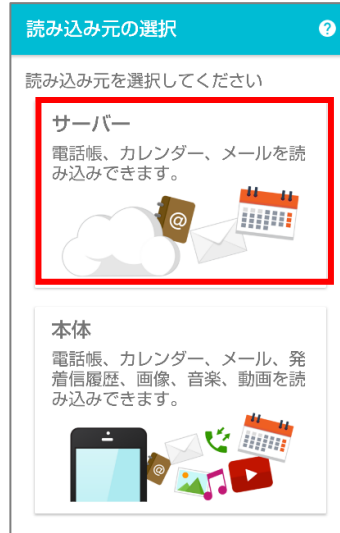 読み込み元の選択
?
読み込み元を選択してください
サーバー
電話帳、カレンダー、メールを読
み込みできます。
@
本体
電話帳、カレンダー、メール、発
着信履歴、画像、音楽、動画を読
み込みできます。
@